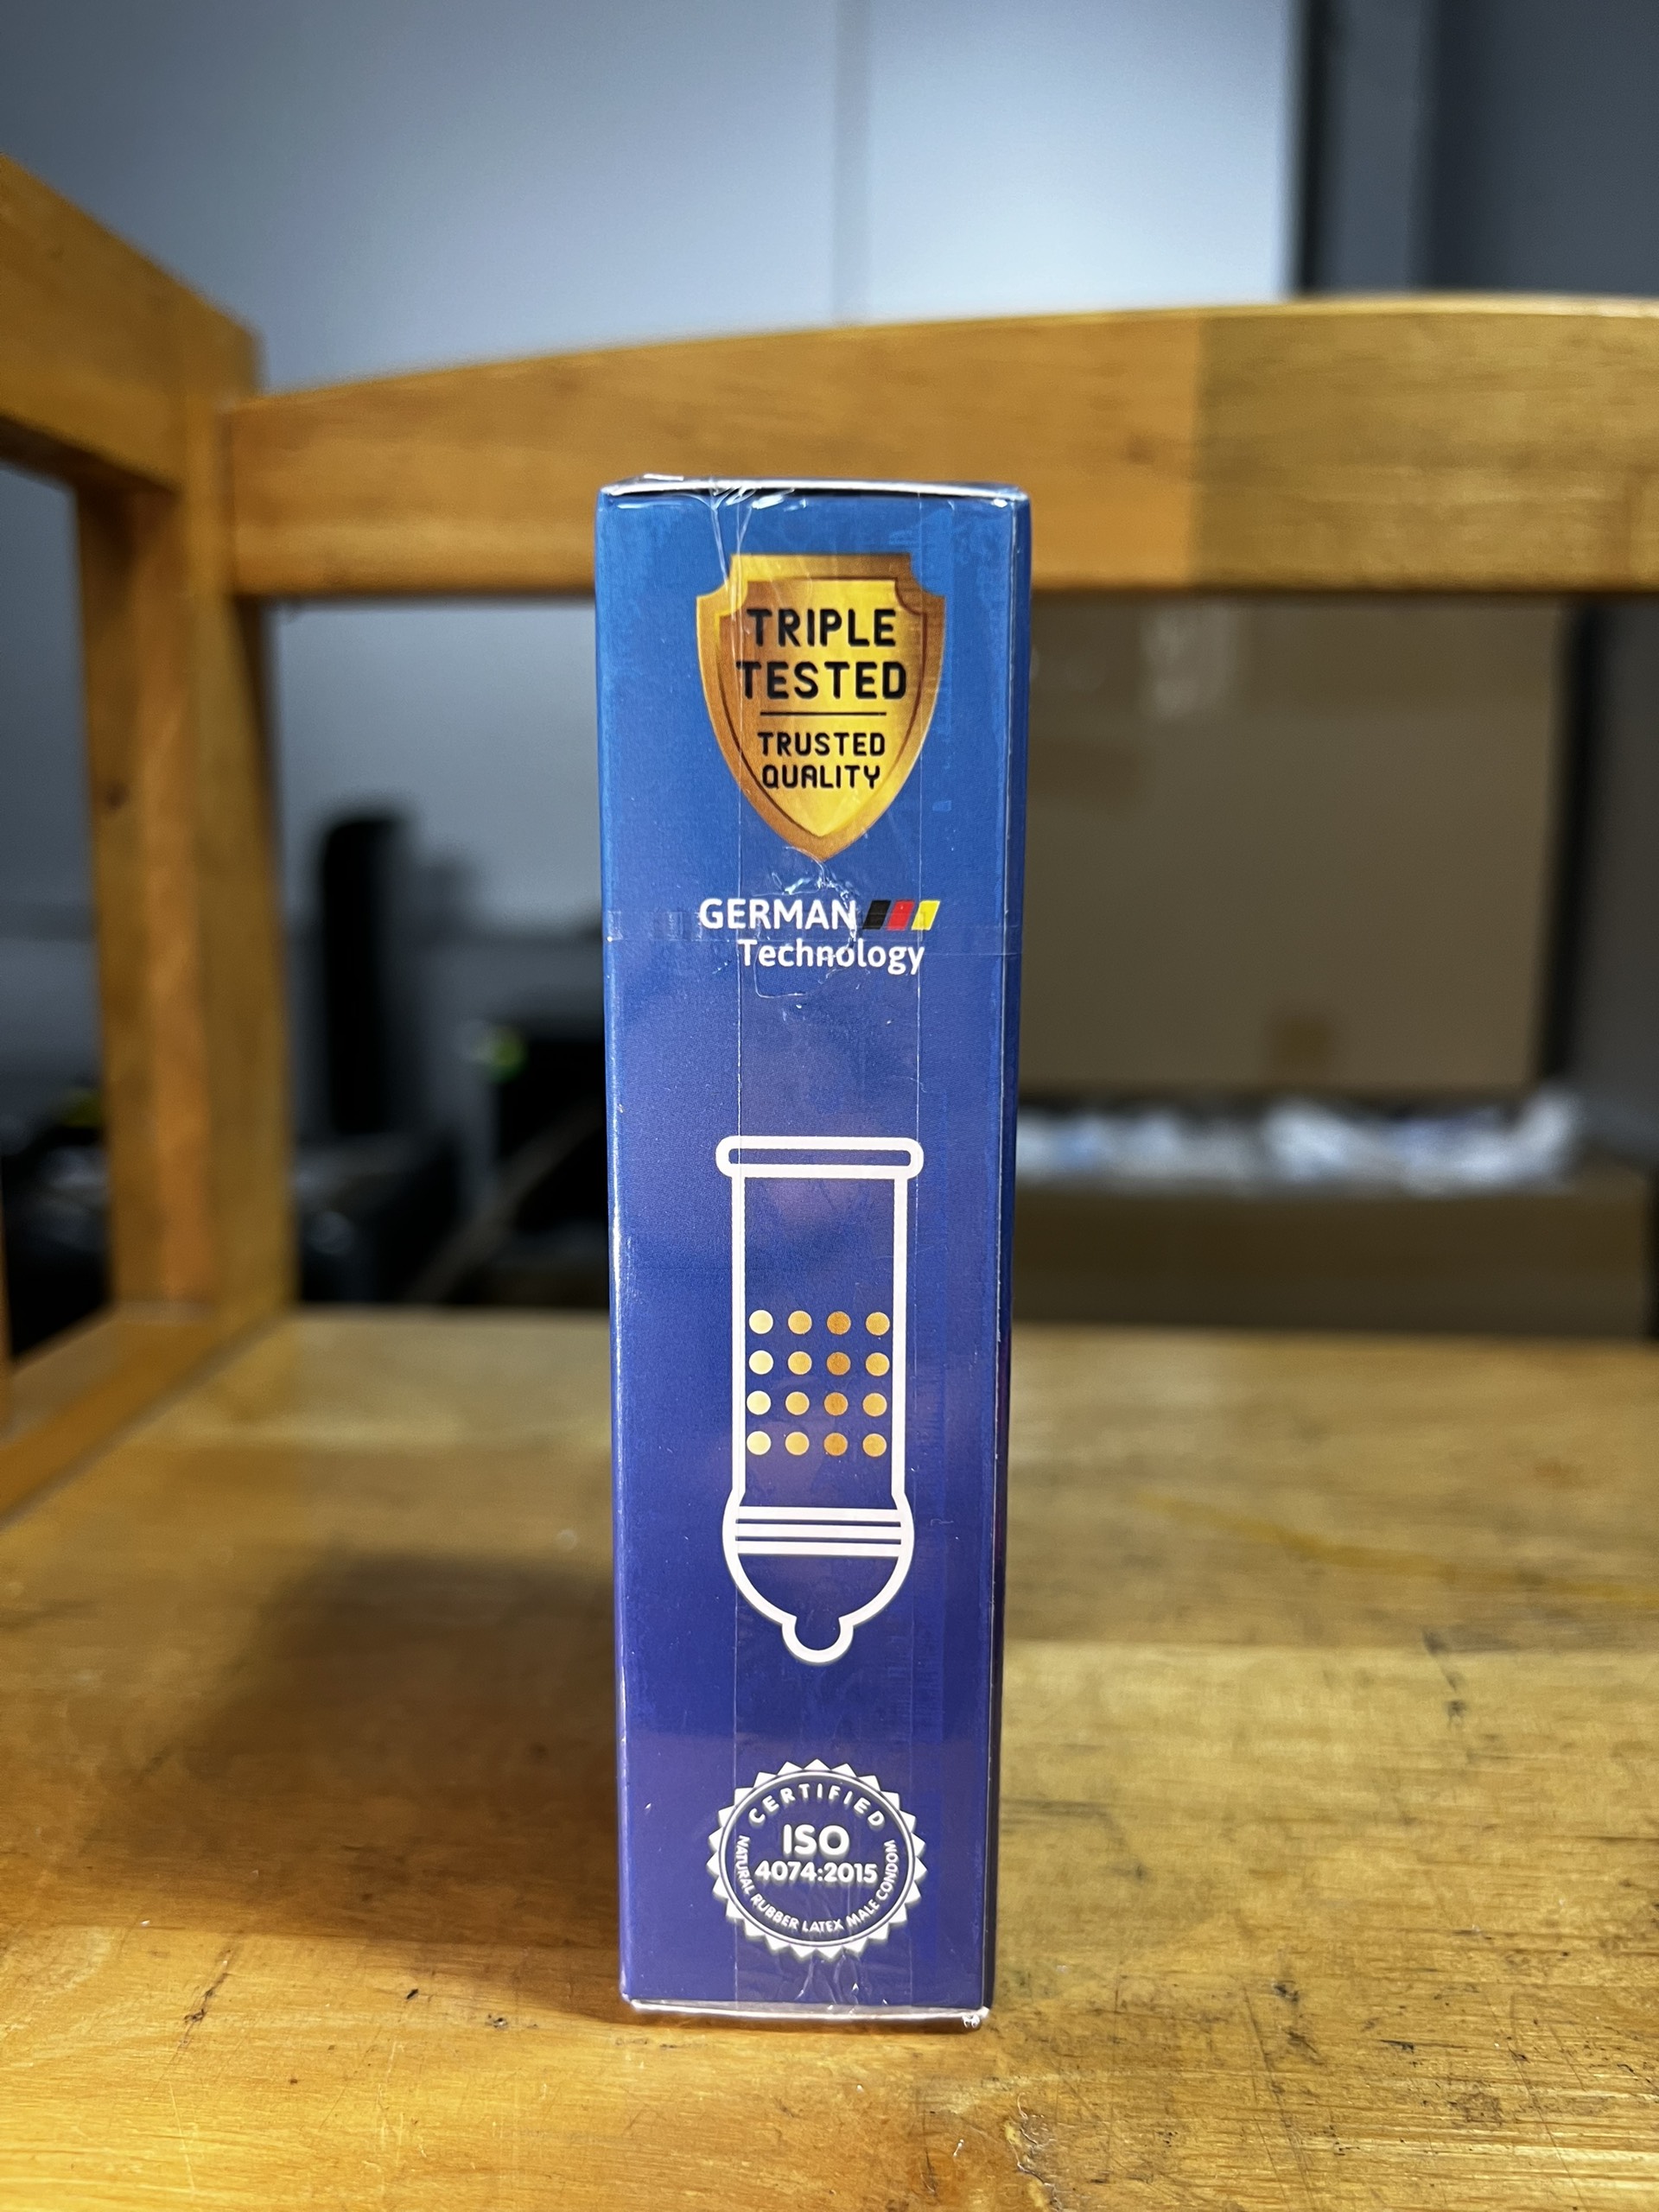 TRIPLE
TESTED
TRUSTED
QUALITY
GERMAN
Technology
CERTIFIED
ISO
4074:2015
NATURAL RUBBER LATEX MALE CONDOM